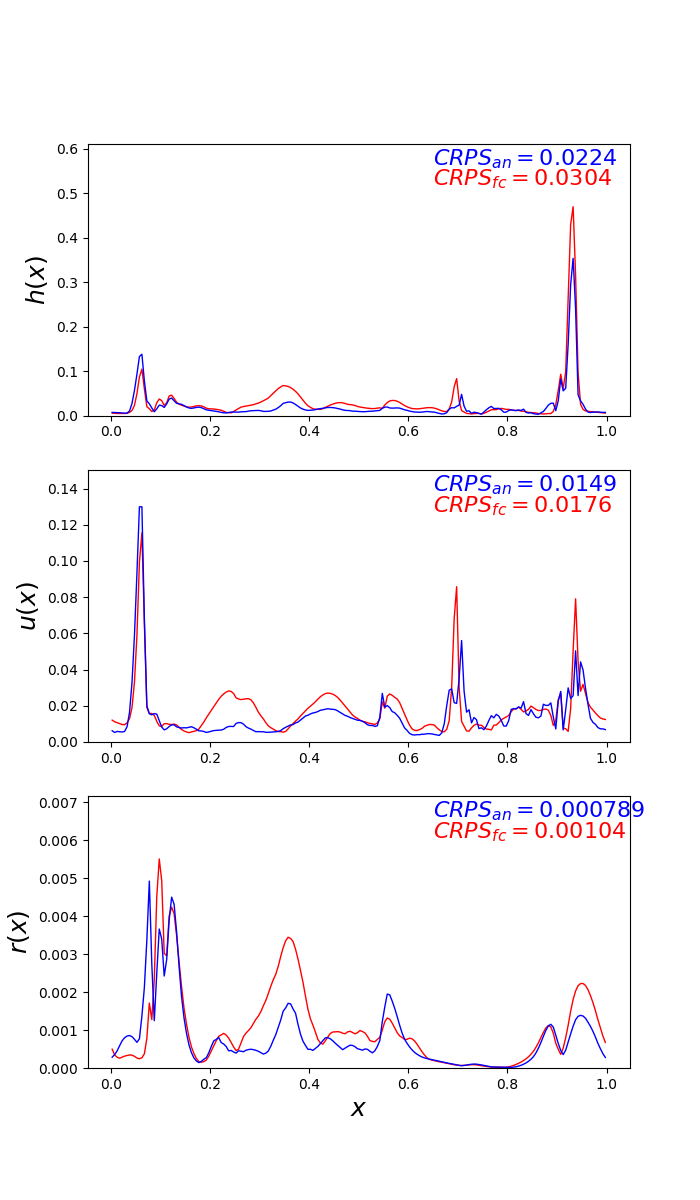 CRPS_an = 0.0224
CRPS_fc = 0.0304
0.6
0.5
0.4
0.3
0.2
0.1
0.0
h(x)
0.0 0.2 0.4 0.6 0.8 1.0
CRPS_an = 0.0149
CRPS_fc = 0.0176
0.14
0.12
0.10
0.08
0.06
0.04
0.02
0.00
u(x)
0.0 0.2 0.4 0.6 0.8 1.0
CRPS_an = 0.000789
CRPS_fc = 0.00104
0.007
0.006
0.005
0.004
0.003
0.002
0.001
0.000
r(x)
0.0 0.2 0.4 0.6 0.8 1.0
x